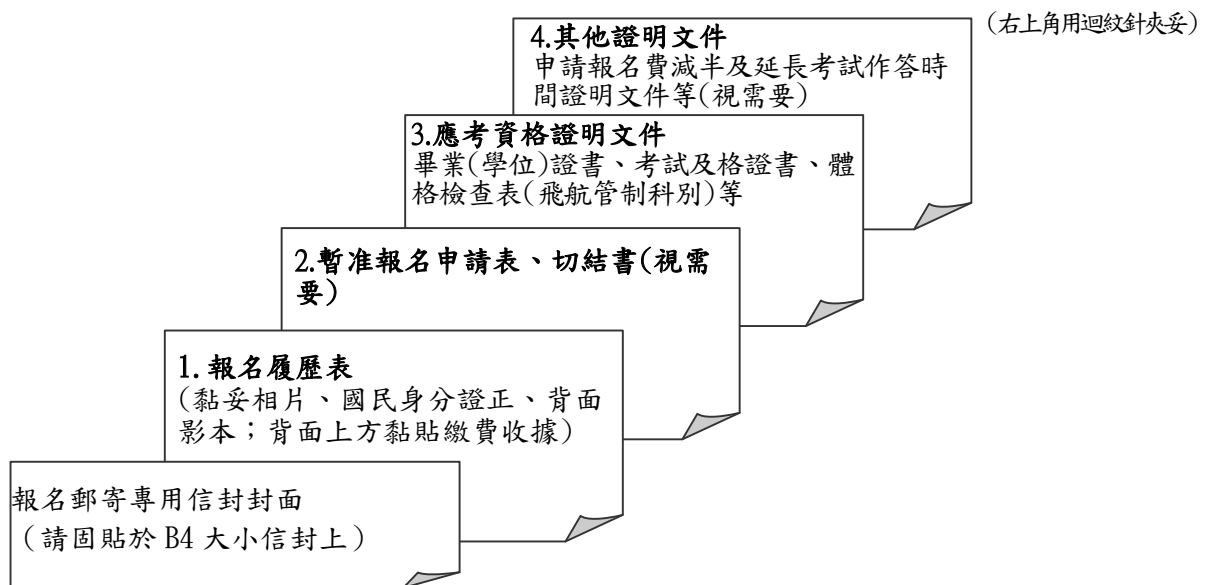 （右上角用迴紋針夾妥）
4.其他證明文件
申請報名費減半及延長考試作答時
間證明文件等(視需要)
3.應考資格證明文件
畢業(學位)證書、考試及格證書、體
格檢查表(飛航管制科別)等
2.暫准報名申請表、切結書(視需
要)
1.報名履歷表
(黏妥相片、國民身分證正、背面
影本；背面上方黏貼繳費收據)
報名郵寄專用信封封面
（請固貼於 B4 大小信封上）